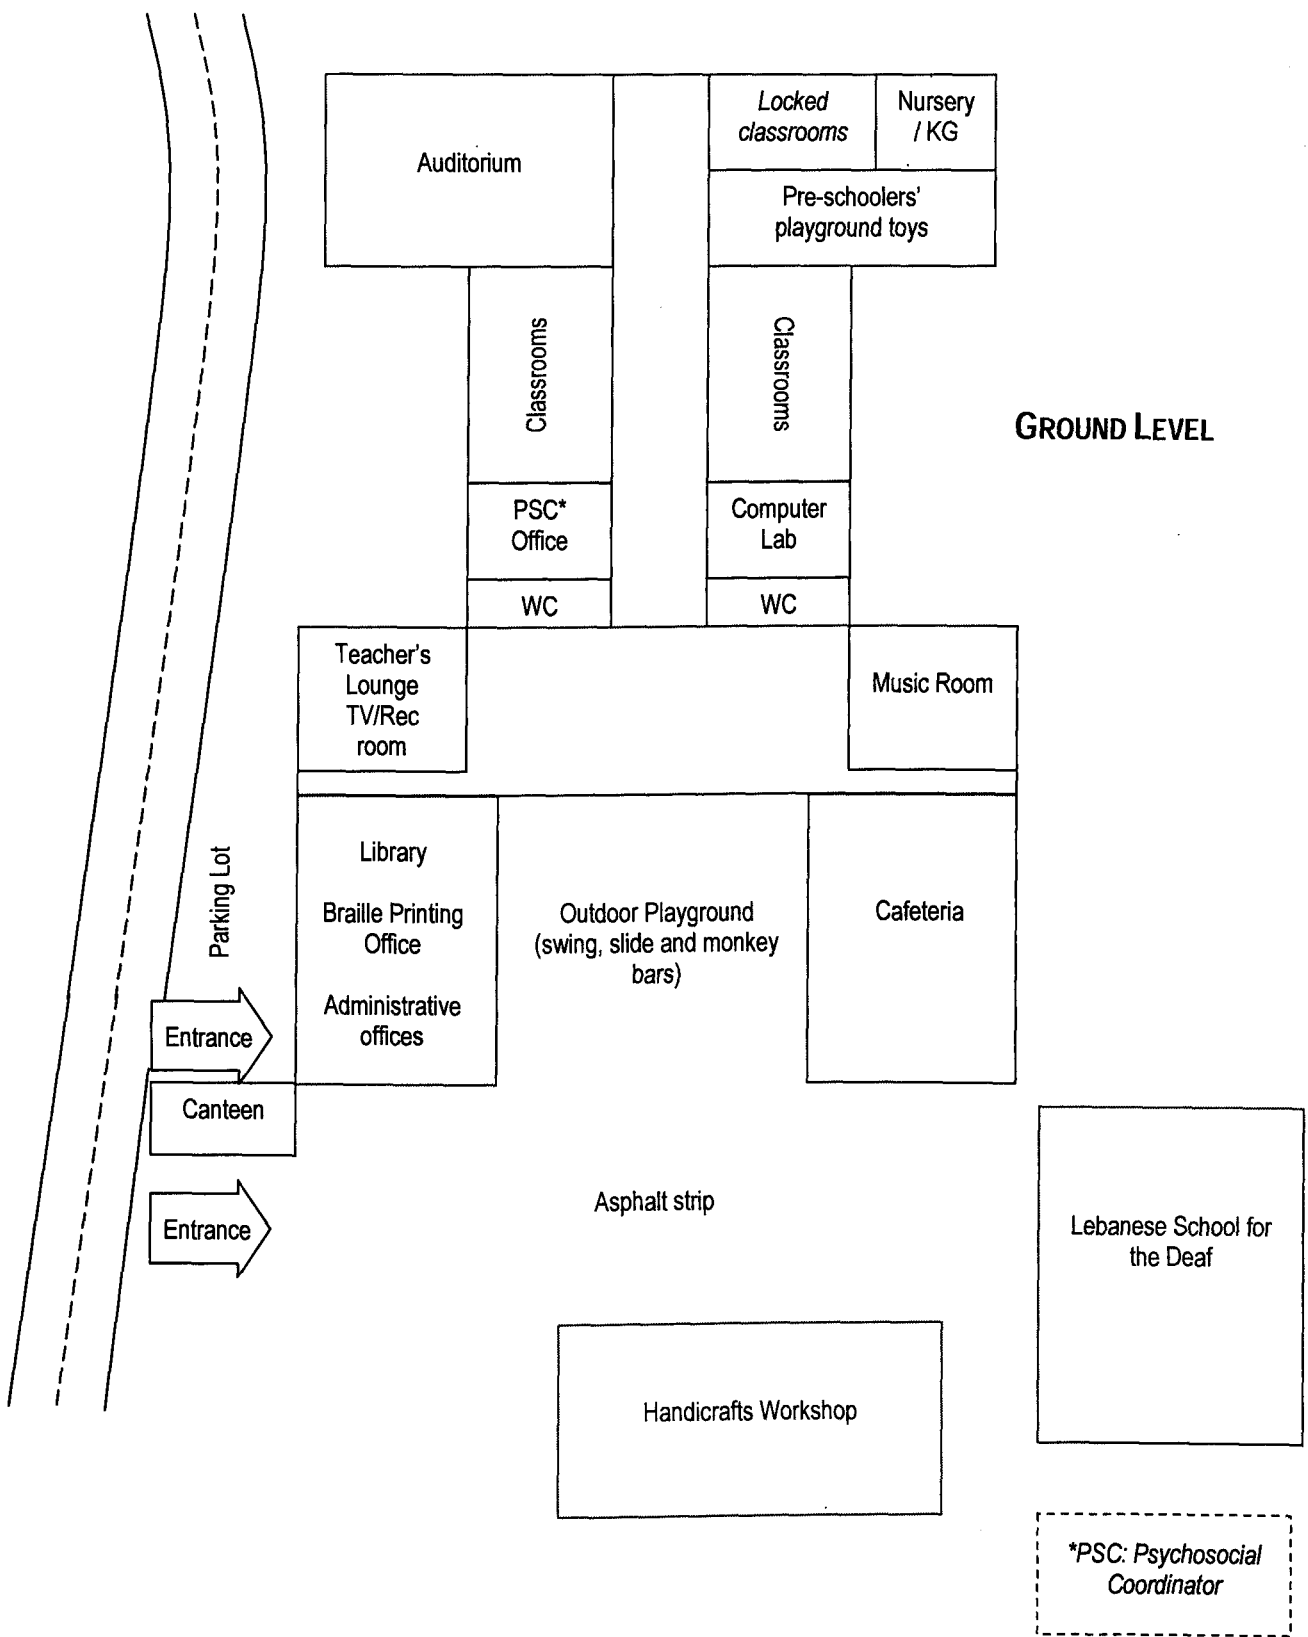 Locked
classrooms
Nursery
/ KG
Auditorium
Pre-schoolers'
playground toys
Classrooms
Classrooms
GROUND LEVEL
PSC*
Office
Computer
Lab
WC
WC
Teacher's
Lounge
TV/Rec
room
Music Room
Parking Lot
Library
Braille Printing
Office
Administrative
offices
Outdoor Playground
(swing, slide and monkey
bars)
Cafeteria
Entrance
Canteen
Entrance
Asphalt strip
Lebanese School for
the Deaf
Handicrafts Workshop
*PSC: Psychosocial
Coordinator